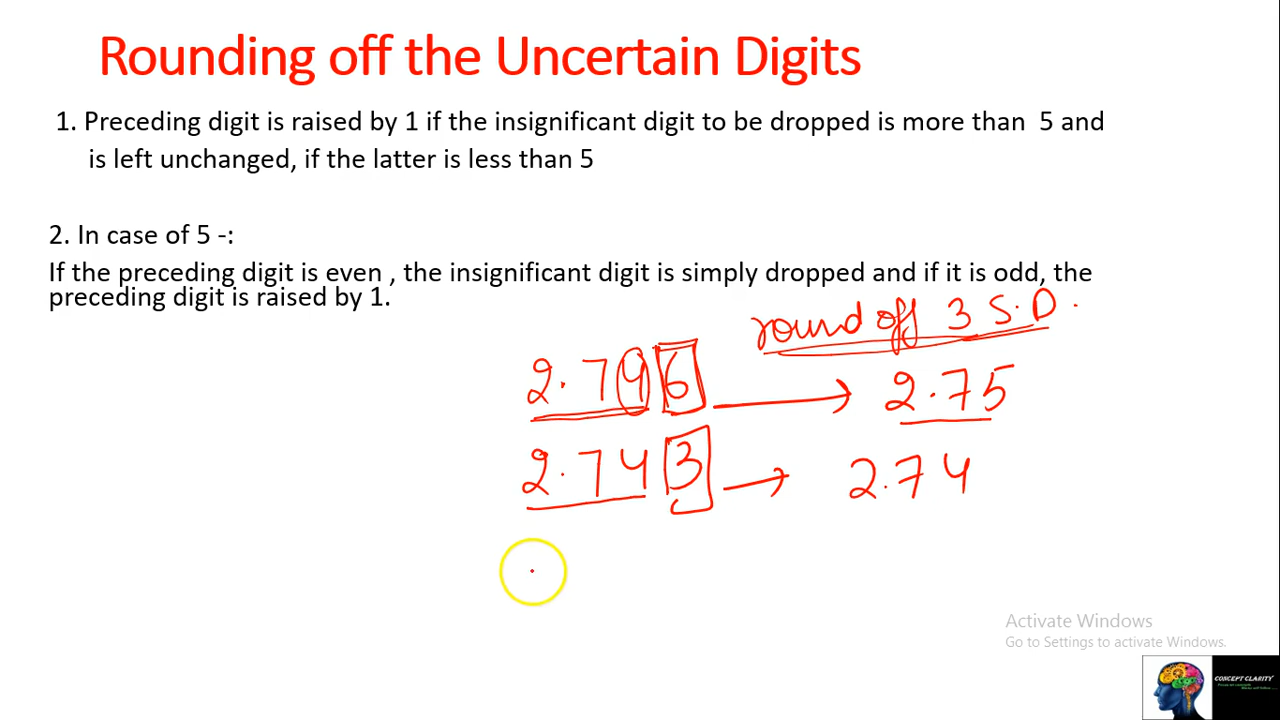 Rounding off the Uncertain Digits
1. Preceding digit is raised by 1 if the insignificant digit to be dropped is more than 5 and
is left unchanged, if the latter is less than 5
2. In case of 5 -:
If the preceding digit is even , the insignificant digit is simply dropped and if it is odd, the
preceding digit is raised by 1.
round off 3 S.D.
2.746 → 2.75
2.743 → 2.74
Activate Windows
Go to Settings to activate Windows.
CONCEPT CLARITY